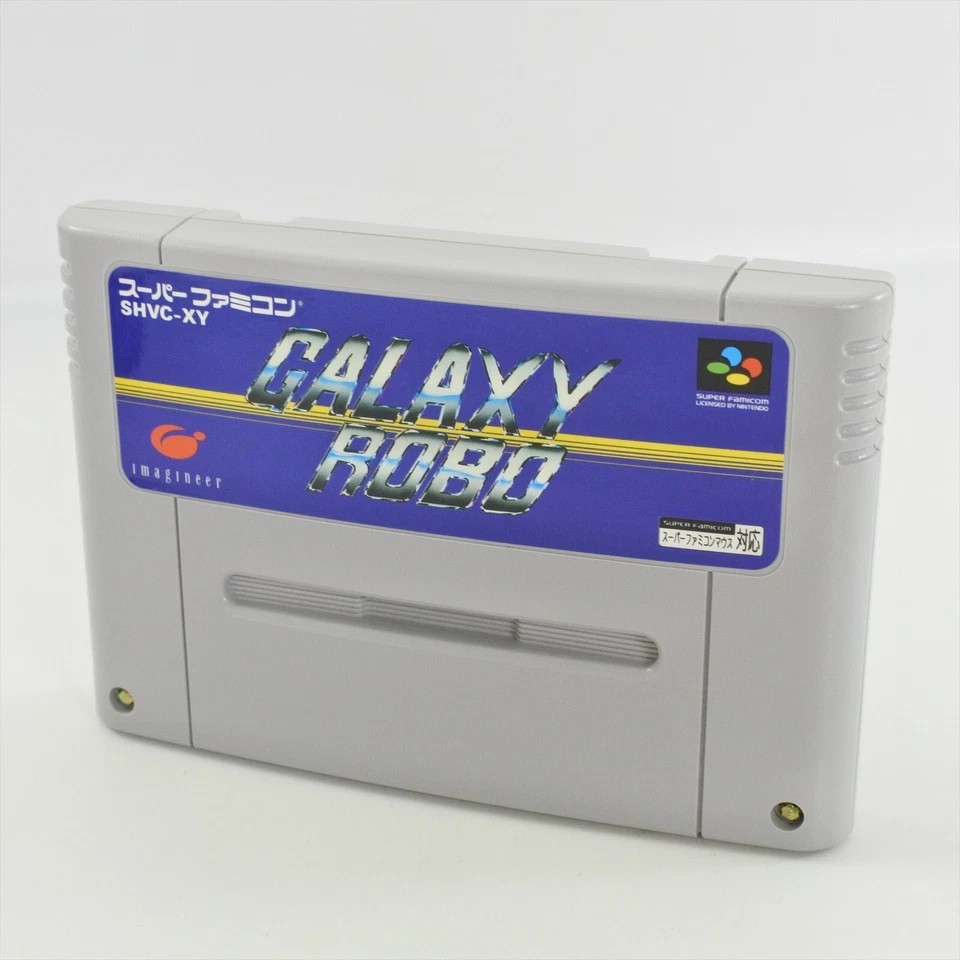 スーパーファミコン®
SHVC-XY
GALAXY
ROBO
SUPER FAMICOM
LICENSED BY NINTENDO
imagineer
SUPER FAMICOM
スーパーファミコンマウス 対応